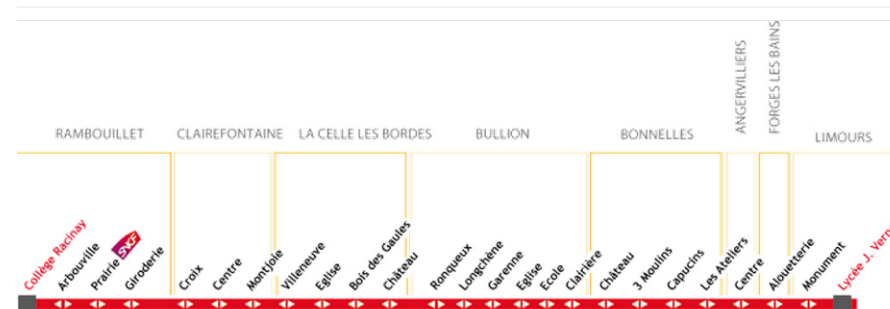 RAMBOUILLET
CLAIREFONTAINE
LA CELLE LES BORDES
BULLION
BONNELLES
ANGERVILLIERS
FORGES LES BAINS
LIMOURS
Collège Racinay
Arbouville
Prairie SNCF
Giroderie
Croix
Centre
Montjoie
Villeneuve
Eglise
Bois des Gaules
Château
Ronqueux
Longchêne
Garenne
Eglise
Ecole
Clairière
Château
3 Moulins
Capucins
Les Ateliers
Centre
Alouetterie
Monument
Lycée J. Vern